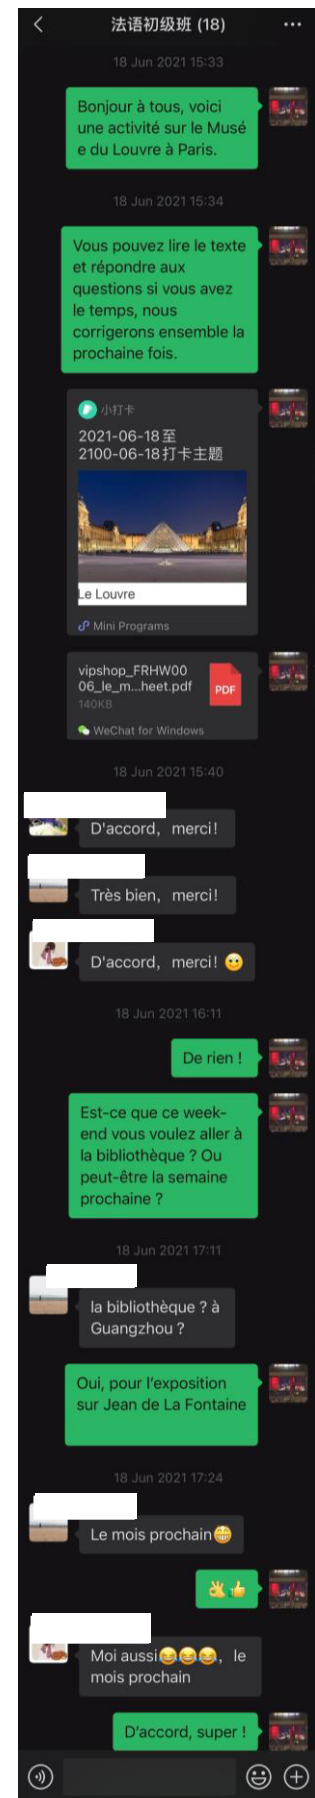 法语初级班 (18)
18 Jun 2021 15:33
Bonjour à tous, voici
une activité sur le Musé
e du Louvre à Paris.
18 Jun 2021 15:34
Vous pouvez lire le texte
et répondre aux
questions si vous avez
le temps, nous
corrigerons ensemble la
prochaine fois.
小打卡
2021-06-18至
2100-06-18打卡主题
Le Louvre
Mini Programs
vipshop_FRHW00
06_le_m...heet.pdf
PDF
140KB
WeChat for Windows
18 Jun 2021 15:40
D'accord, merci!
Très bien, merci!
D'accord, merci!
18 Jun 2021 16:11
De rien !
Est-ce que ce week-
end vous voulez aller à
la bibliothèque ? Ou
peut-être la semaine
prochaine ?
18 Jun 2021 17:11
la bibliothèque ? à
Guangzhou ?
Oui, pour l'exposition
sur Jean de La Fontaine
18 Jun 2021 17:24
Le mois prochain😁
👌👍
Moi aussi😂😂😂, le
mois prochain
D'accord, super !